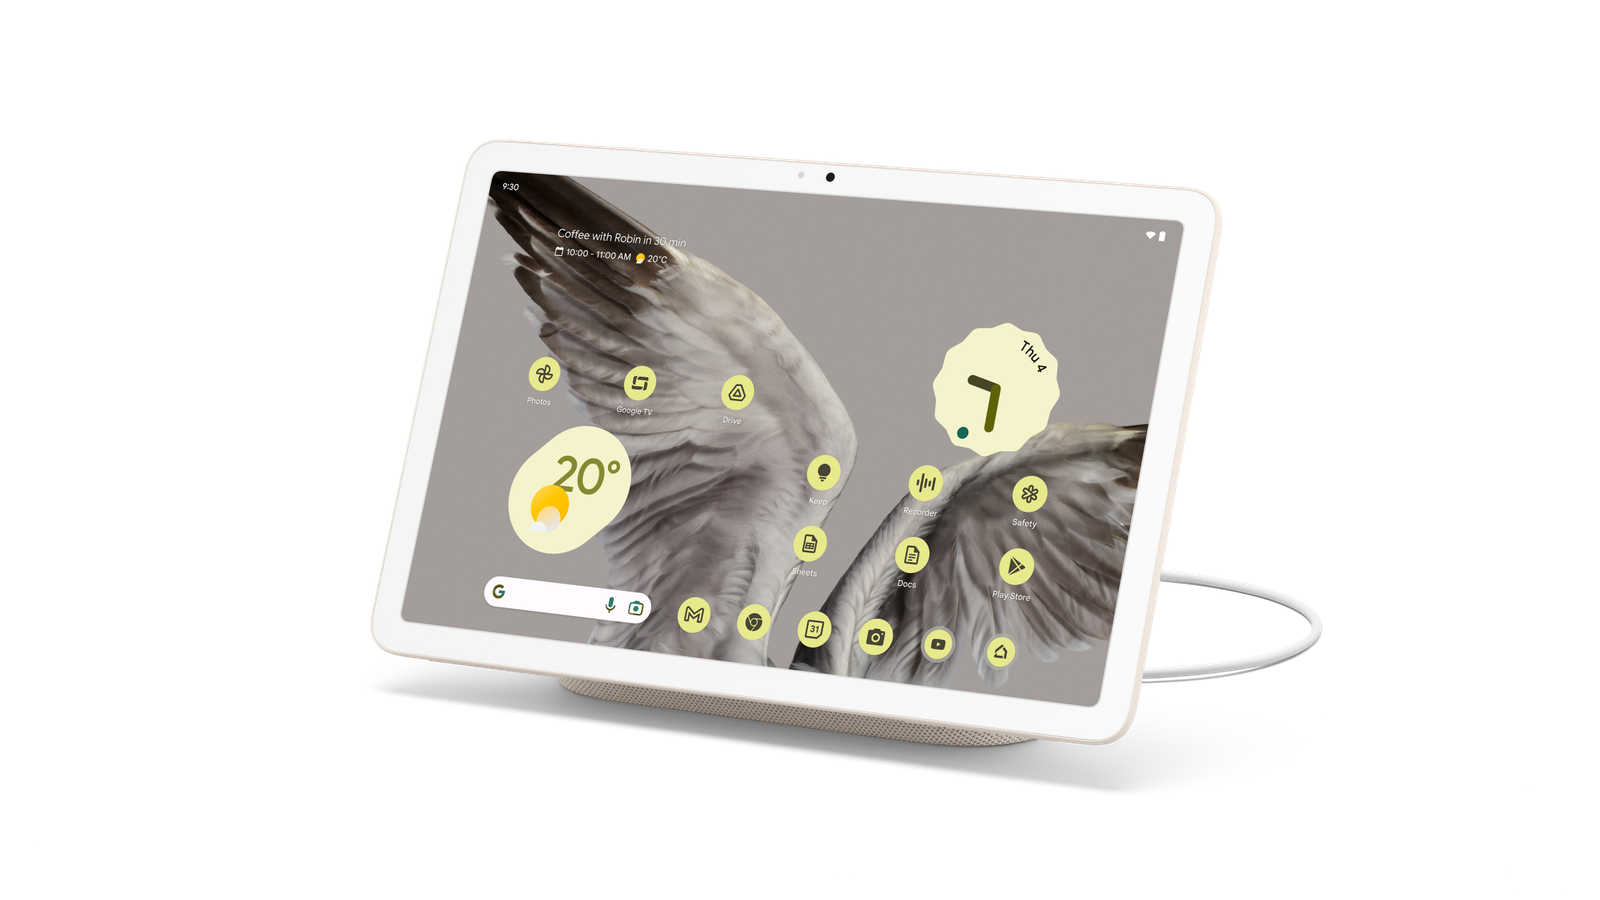 9:30
Coffee with Robin in 30 min
10:00 - 11:00 AM 20°C
Thu 4
Photos
Google TV
Drive
20°
Keep
Recorder
Safety
Sheets
Docs
Play Store
G
31